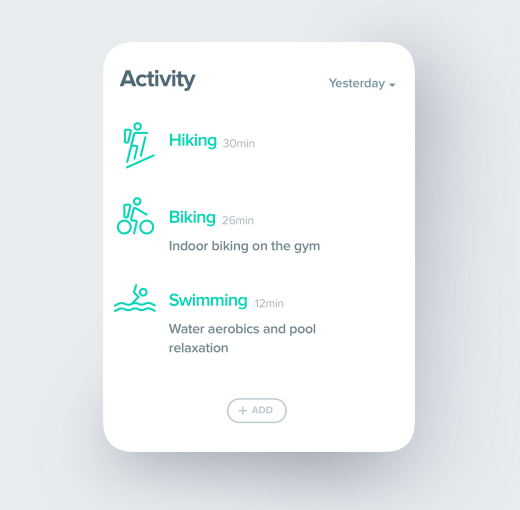 Activity
Yesterday
Hiking 30min
Biking 26min
Indoor biking on the gym
Swimming 12min
Water aerobics and pool
relaxation
+ ADD